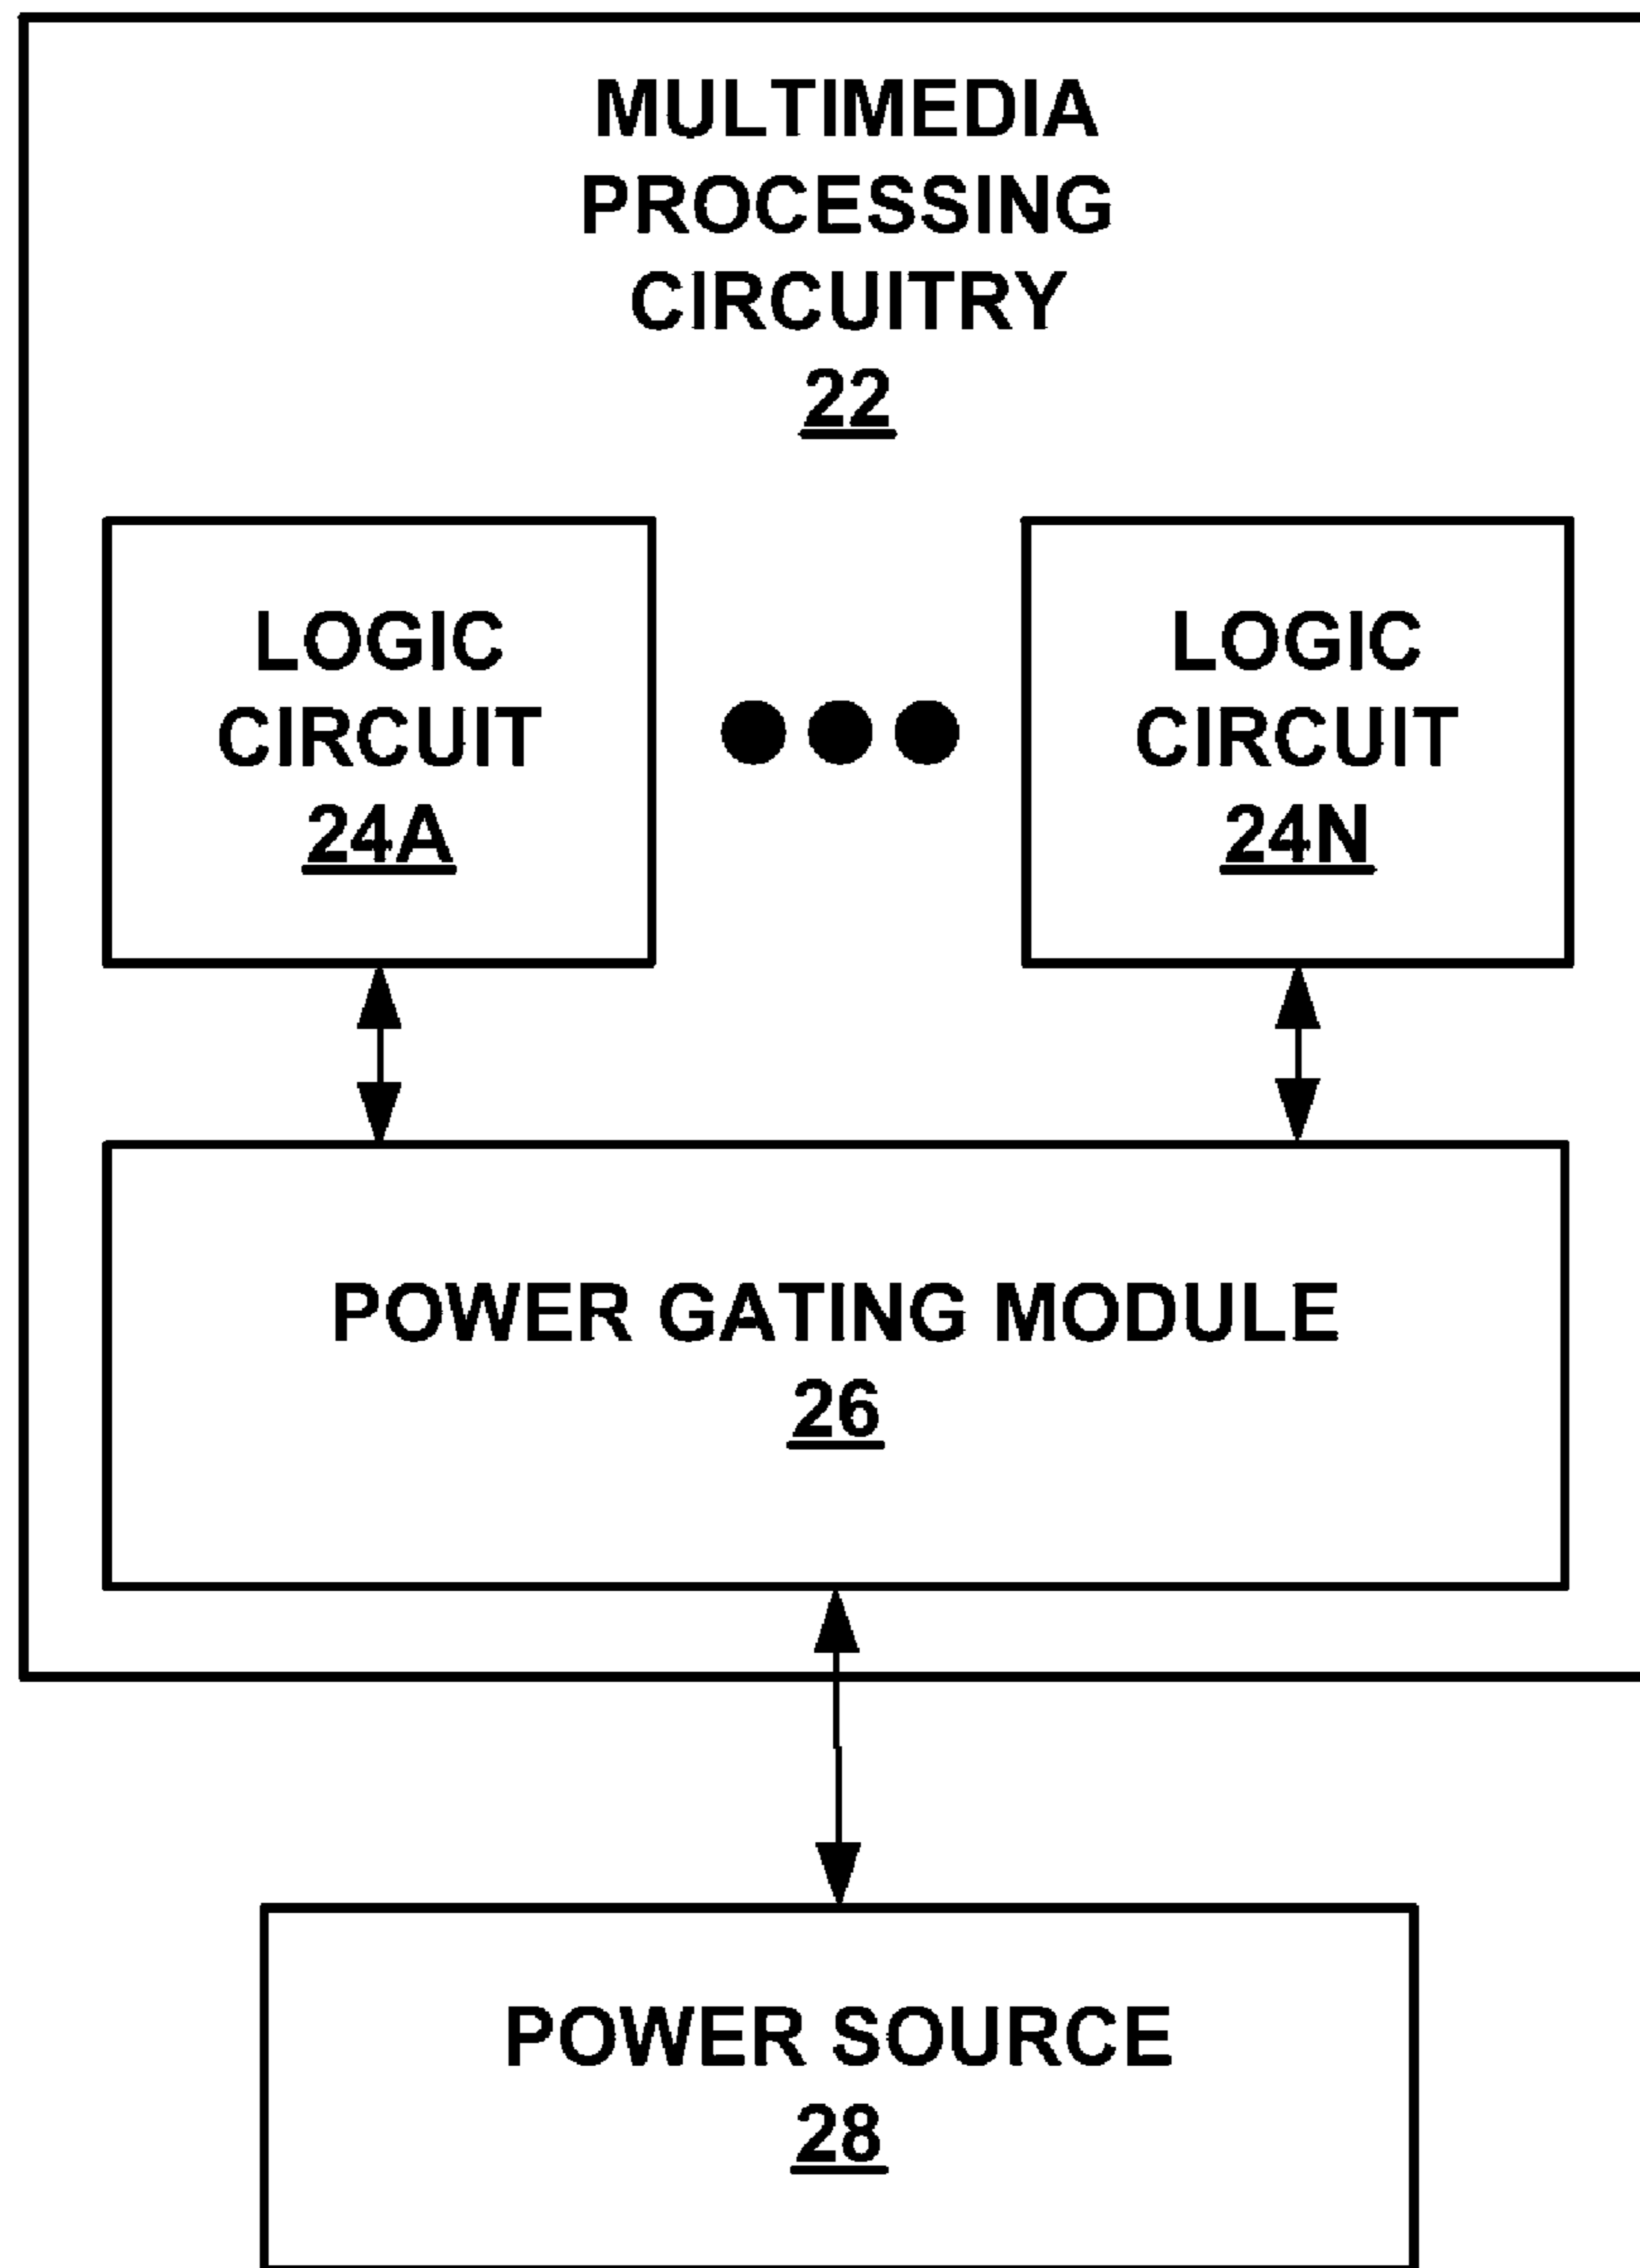 MULTIMEDIA
PROCESSING
CIRCUITRY
22
LOGIC
CIRCUIT
24A
LOGIC
CIRCUIT
24N
POWER GATING MODULE
26
POWER SOURCE
28